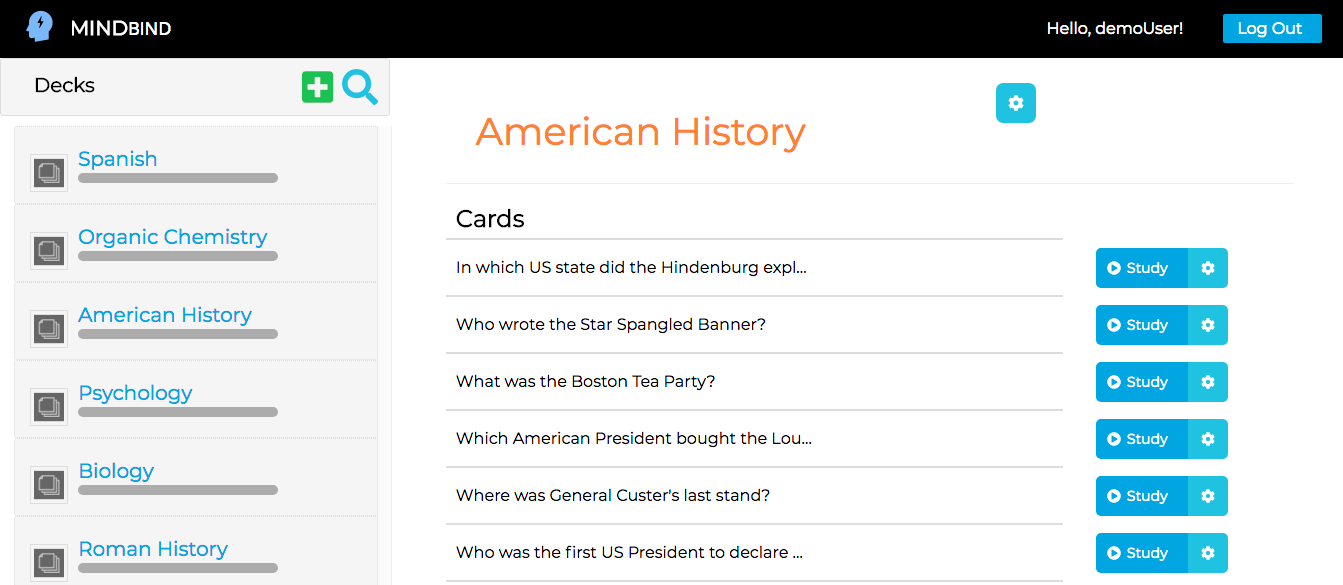 MINDBIND
Hello, demoUser!
Log Out
Decks
Spanish
Organic Chemistry
American History
Psychology
Biology
Roman History
American History
Cards
In which US state did the Hindenburg expl...
Study
Who wrote the Star Spangled Banner?
Study
What was the Boston Tea Party?
Study
Which American President bought the Lou...
Study
Where was General Custer's last stand?
Study
Who was the first US President to declare ...
Study